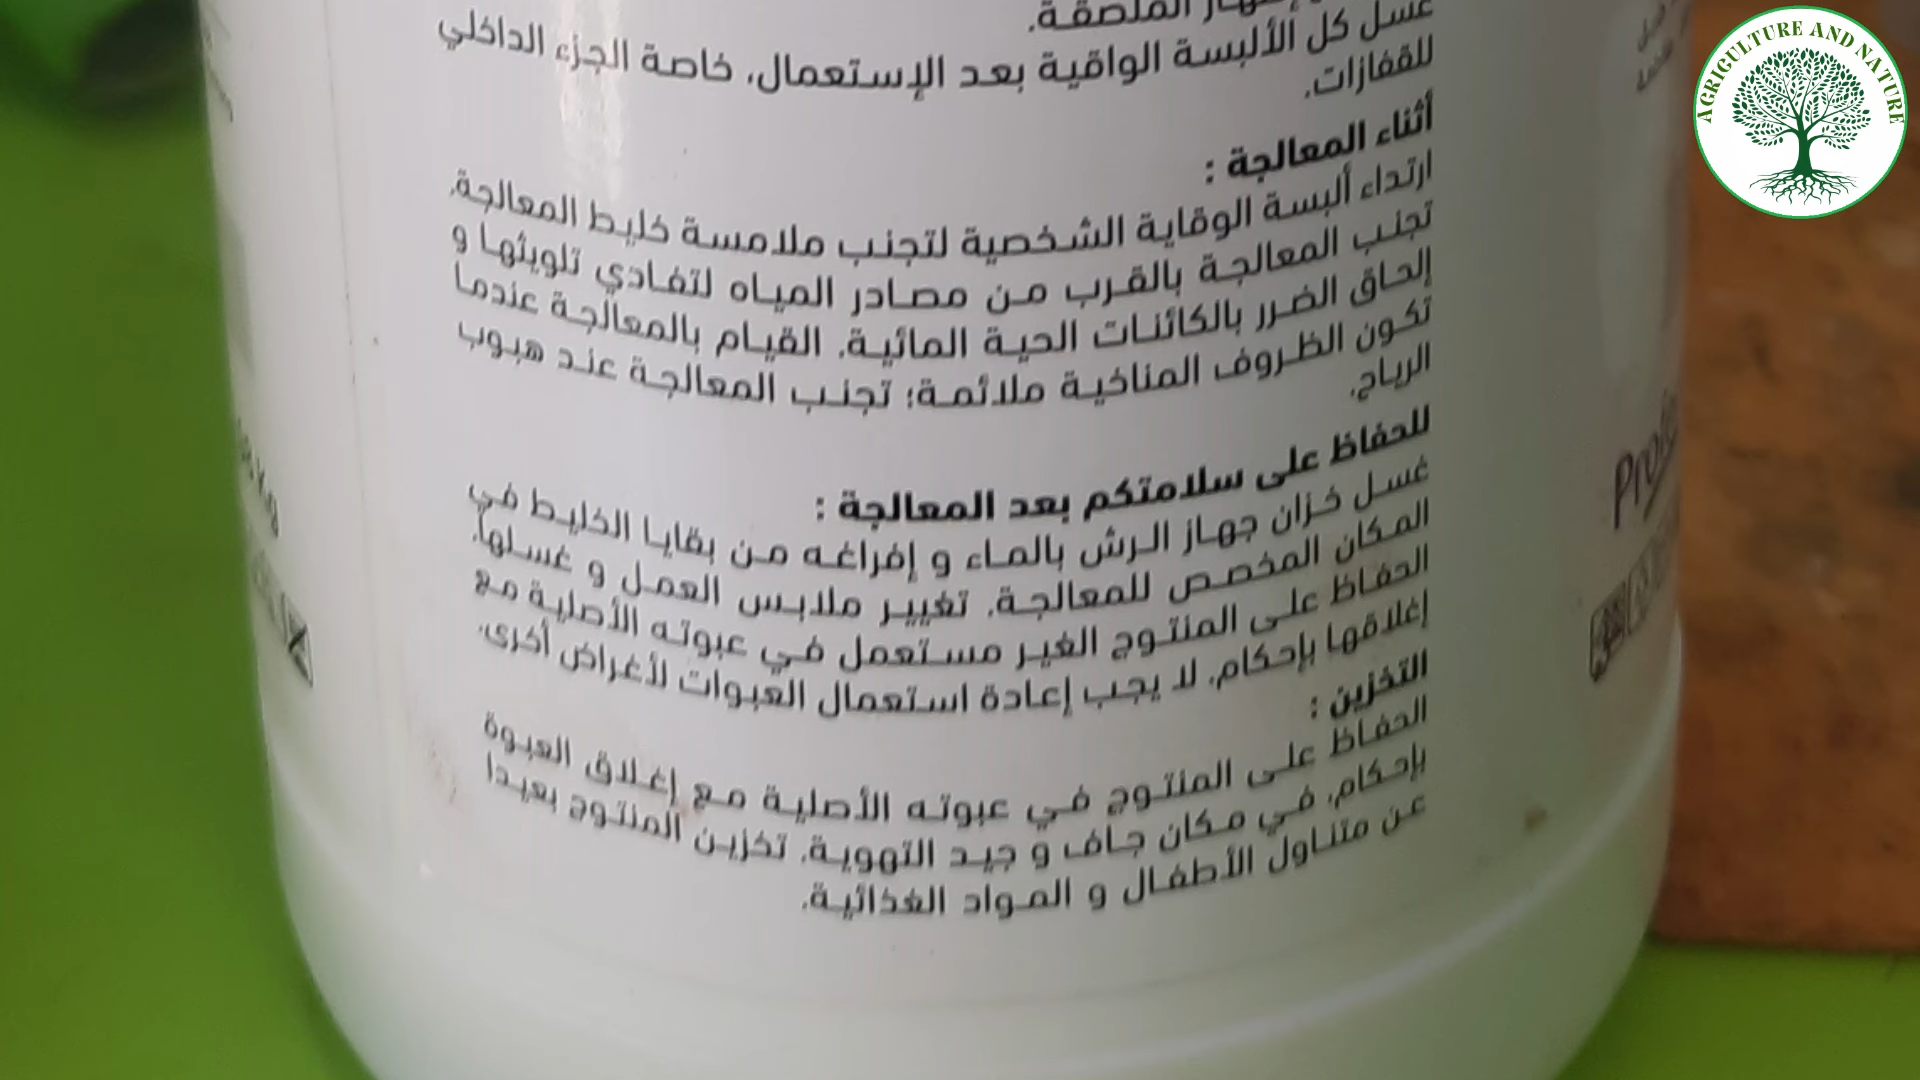 الملصقة.
غسل كل الألبسة الواقية بعد الإستعمال، خاصة الجزء الداخلي
للقفازات.
أثناء المعالجة :
ارتداء ألبسة الوقاية الشخصية لتجنب ملامسة خليط المعالجة.
تجنب المعالجة بالقرب من مصادر المياه لتفادي تلويثها و
إلحاق الضرر بالكائنات الحية المائية. القيام بالمعالجة عندما
تكون الظروف المناخية ملائمة؛ تجنب المعالجة عند هبوب
الرياح.
للحفاظ على سلامتكم بعد المعالجة :
غسل خزان جهاز الرش بالماء و إفراغه من بقايا الخليط في
المكان المخصص للمعالجة. تغيير ملابس العمل و غسلها.
الحفاظ على المنتوج الغير مستعمل في عبوته الأصلية مع
إغلاقها بإحكام. لا يجب إعادة استعمال العبوات لأغراض أخرى.
التخزين :
الحفاظ على المنتوج في عبوته الأصلية مع إغلاق العبوة
بإحكام، في مكان جاف و جيد التهوية. تخزين المنتوج بعيدا
عن متناول الأطفال و المواد الغذائية.
AGRICULTURE AND NATURE